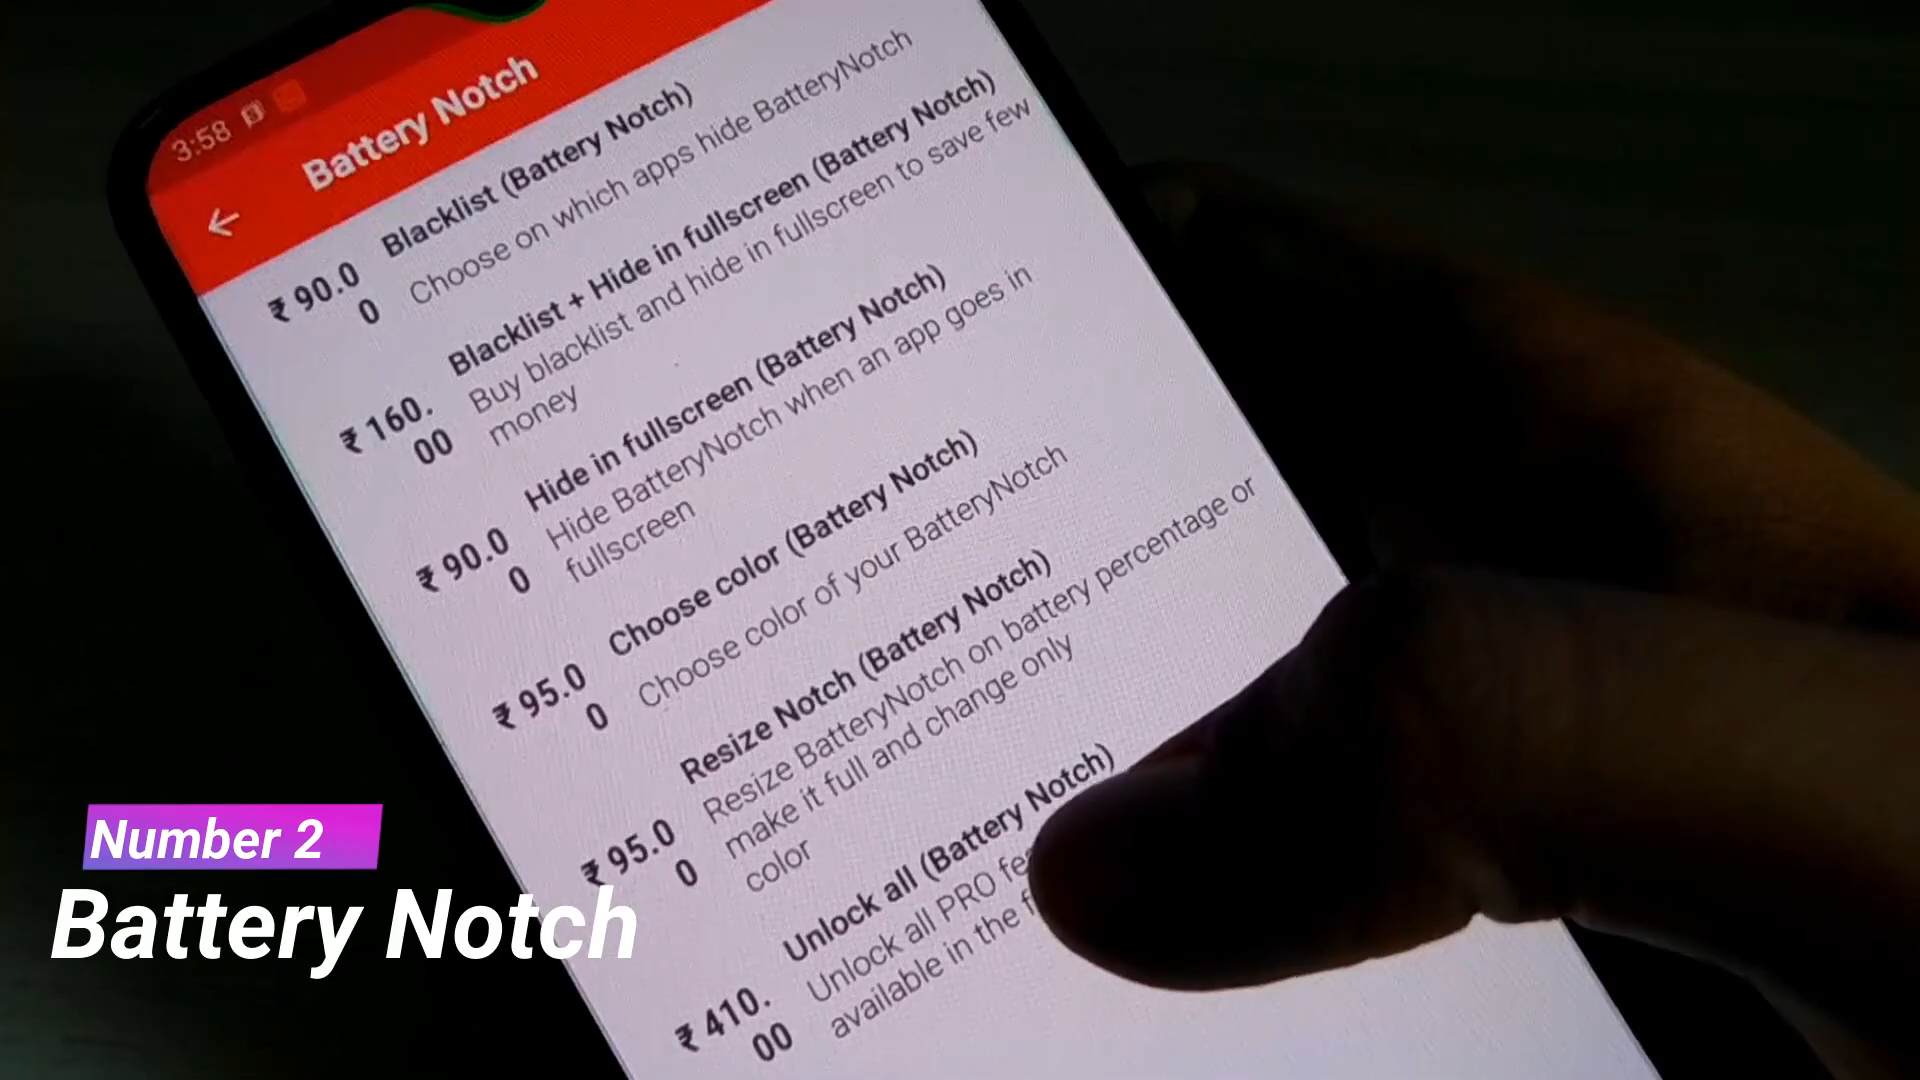 3:58
Battery Notch
₹ 90.0
0
Blacklist (Battery Notch)
Choose on which apps hide BatteryNotch
₹ 160.
00
Blacklist + Hide in fullscreen (Battery Notch)
Buy blacklist and hide in fullscreen to save few
money
₹ 90.0
0
Hide in fullscreen (Battery Notch)
Hide BatteryNotch when an app goes in
fullscreen
₹ 95.0
0
Choose color (Battery Notch)
Choose color of your BatteryNotch
₹ 95.0
0
Resize Notch (Battery Notch)
Resize BatteryNotch on battery percentage or
make it full and change only
color
₹ 410.
00
Unlock all (Battery Notch)
Unlock all PRO
available in the
Number 2
Battery Notch